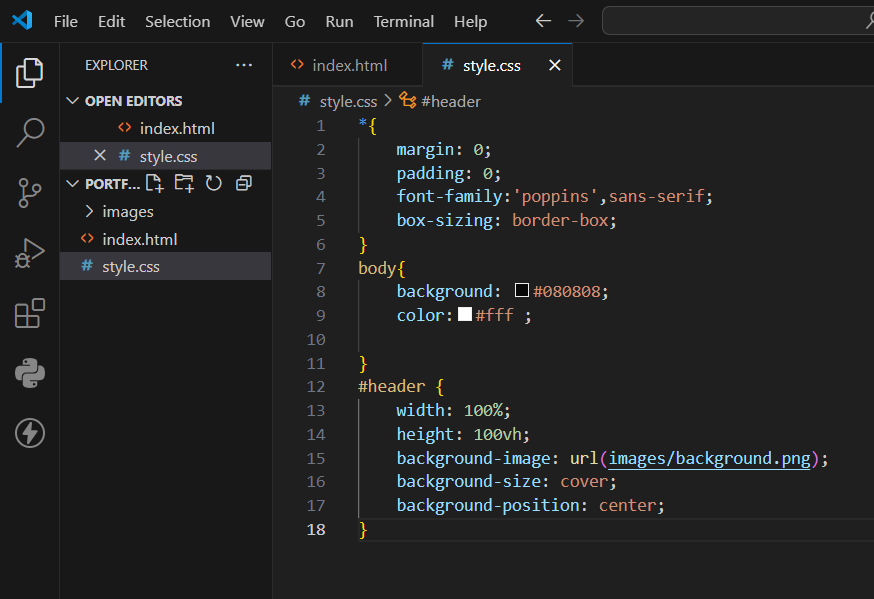 File Edit Selection View Go Run Terminal Help
EXPLORER ...
index.html
# style.css
OPEN EDITORS
index.html
# style.css
PORTF...
images
index.html
# style.css
# style.css > #header
1 *{
2 margin: 0;
3 padding: 0;
4 font-family:'poppins',sans-serif;
5 box-sizing: border-box;
6 }
7 body{
8 background: #080808;
9 color: #fff ;
10
11 }
12 #header {
13 width: 100%;
14 height: 100vh;
15 background-image: url(images/background.png);
16 background-size: cover;
17 background-position: center;
18 }